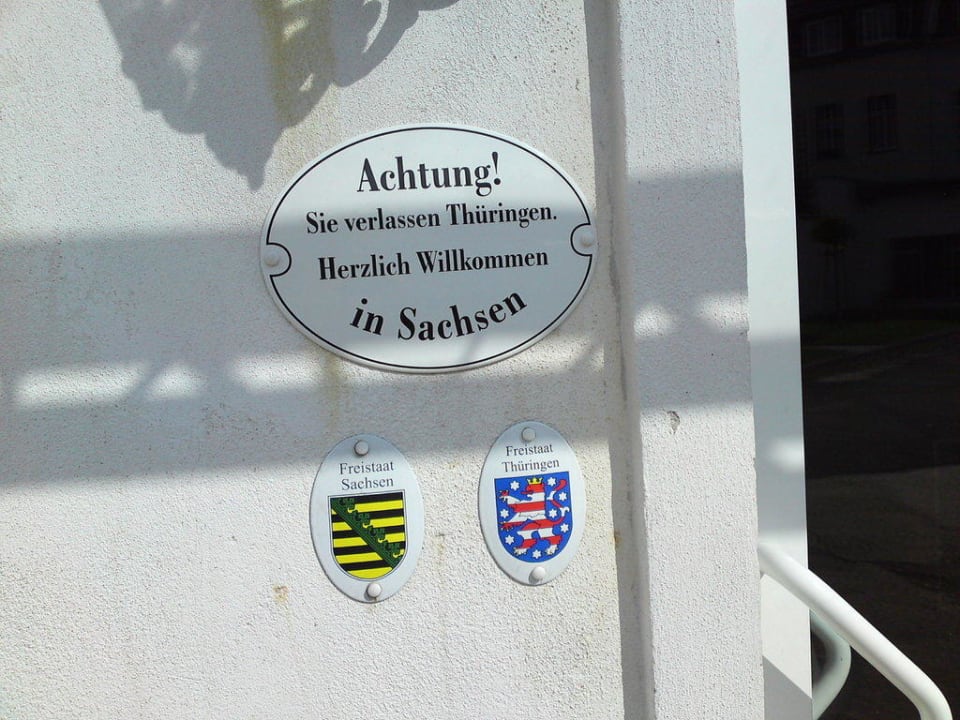 Achtung!
Sie verlassen Thüringen.
Herzlich Willkommen
in Sachsen
Freistaat
Sachsen
Freistaat
Thüringen